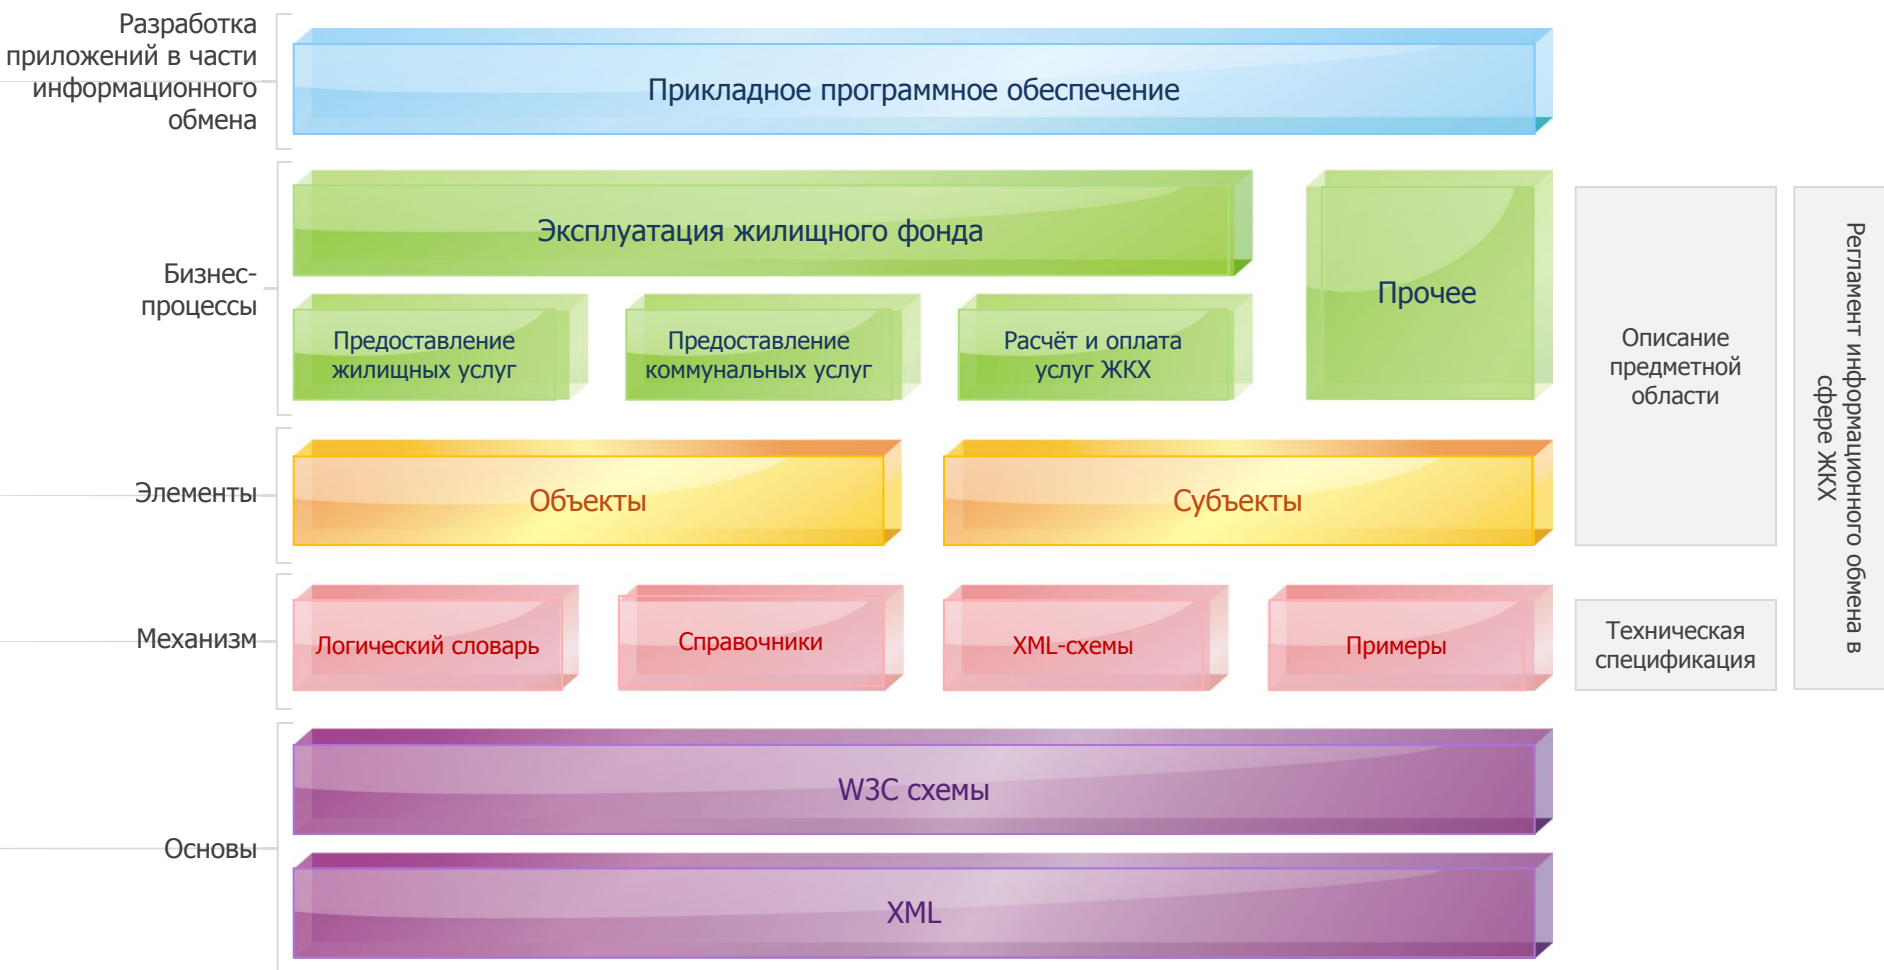 Разработка
приложений в части
информационного
обмена
Прикладное программное обеспечение
Бизнес-
процессы
Эксплуатация жилищного фонда
Прочее
Предоставление
жилищных услуг
Предоставление
коммунальных услуг
Расчёт и оплата
услуг ЖКХ
Описание
предметной
области
Регламент информационного обмена в
сфере ЖКХ
Элементы
Объекты
Субъекты
Механизм
Логический словарь
Справочники
XML-схемы
Примеры
Техническая
спецификация
Основы
W3C схемы
XML